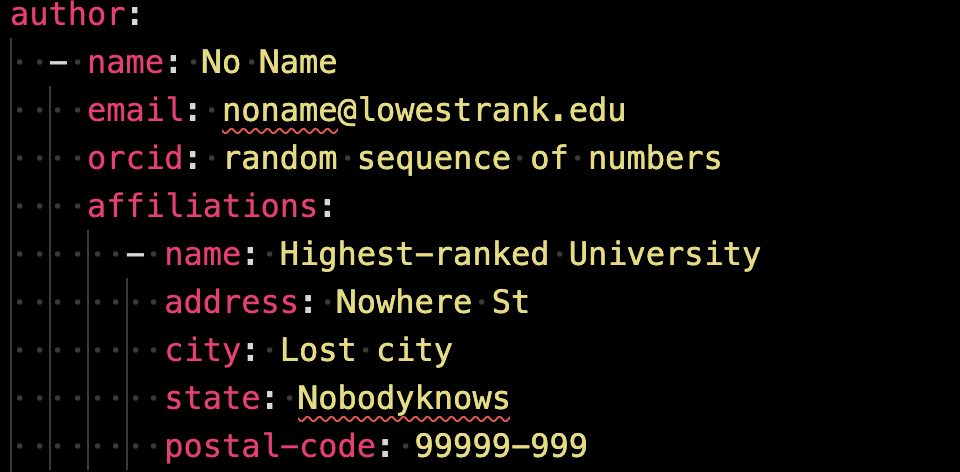 author:
  - name: No Name
    email: noname@lowestrank.edu
    orcid: random sequence of numbers
    affiliations:
      - name: Highest-ranked University
        address: Nowhere St
        city: Lost city
        state: Nobodyknows
        postal-code: 99999-999